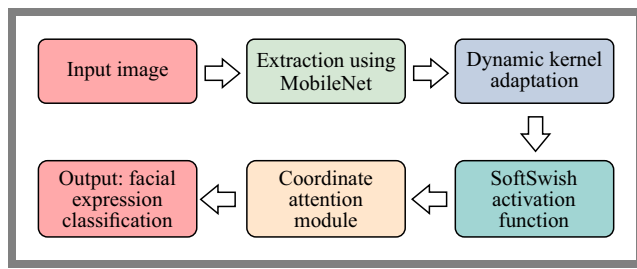 Input image
Extraction using
MobileNet
Dynamic kernel
adaptation
SoftSwish
activation
function
Coordinate
attention
module
Output: facial
expression
classification